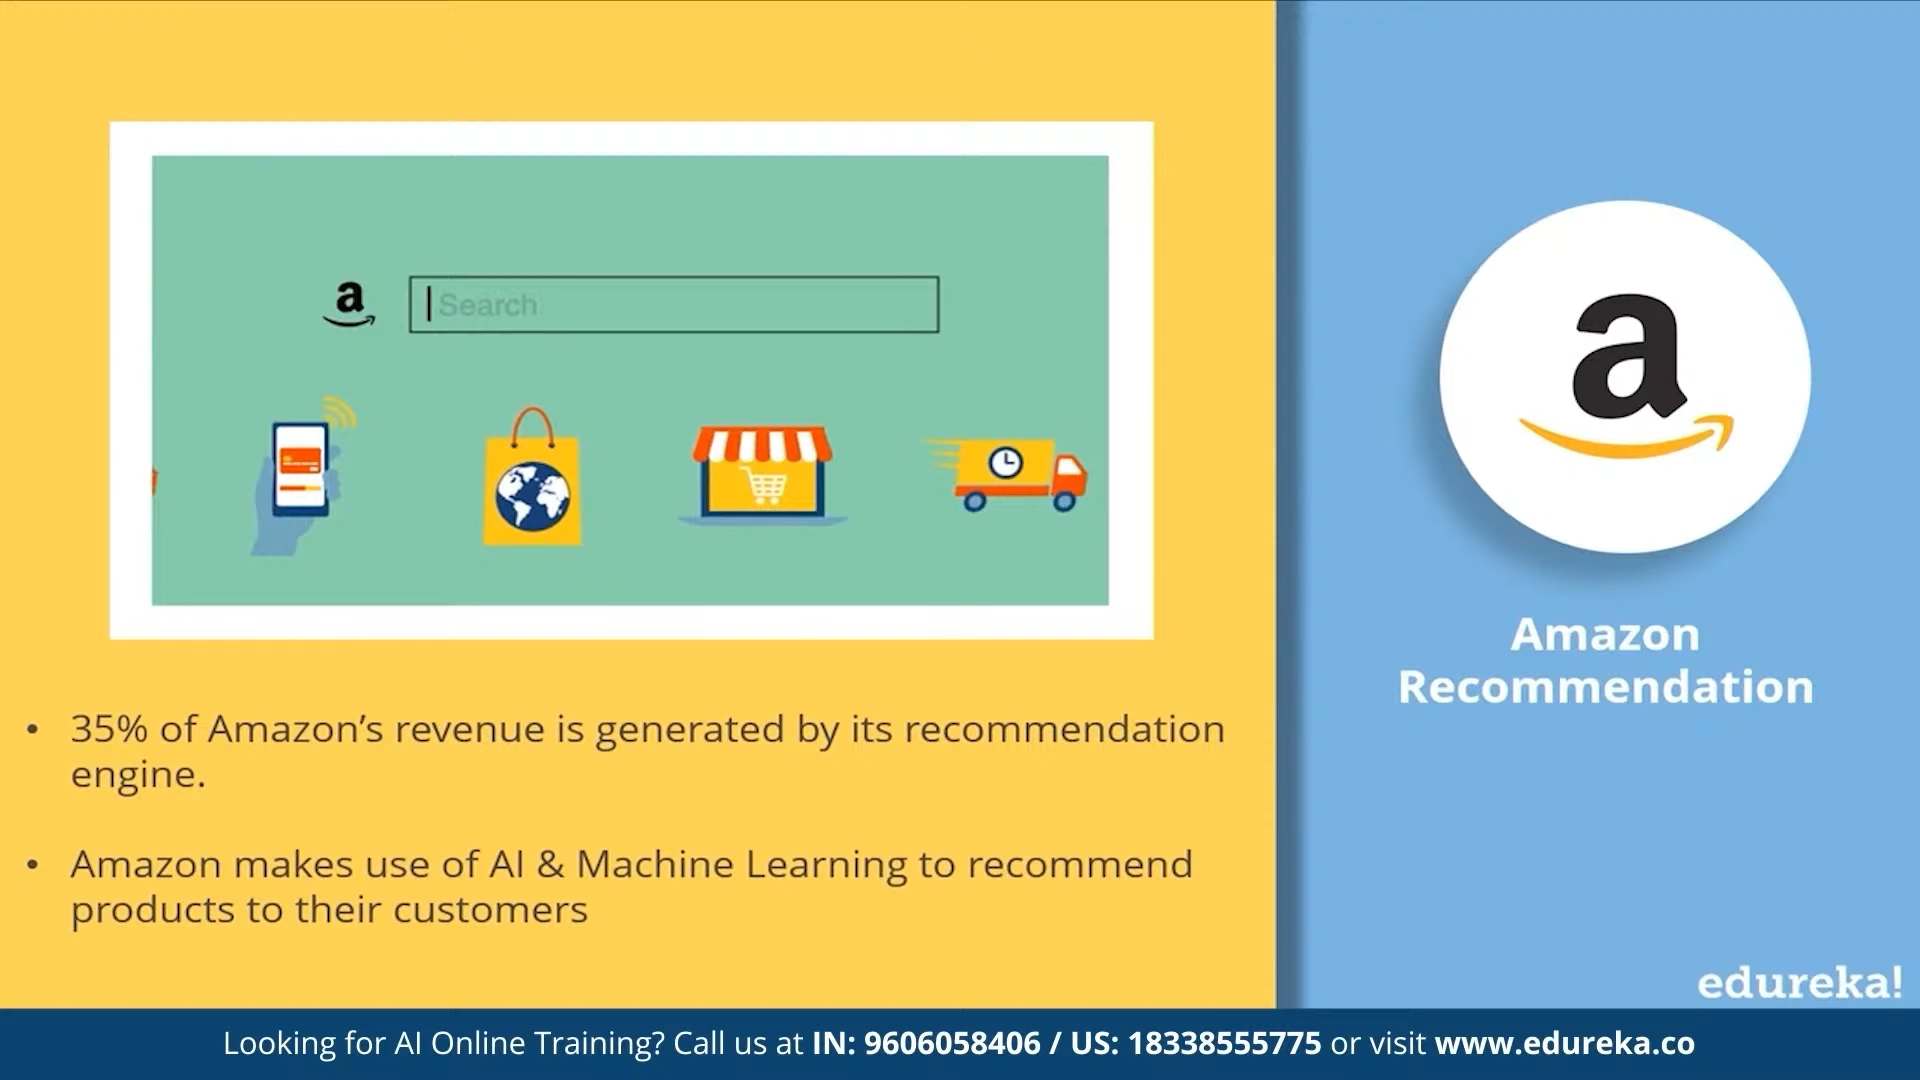 a
Search
• 35% of Amazon’s revenue is generated by its recommendation
engine.
• Amazon makes use of AI & Machine Learning to recommend
products to their customers
a
Amazon
Recommendation
edureka!
Looking for AI Online Training? Call us at IN: 9606058406 / US: 18338555775 or visit www.edureka.co